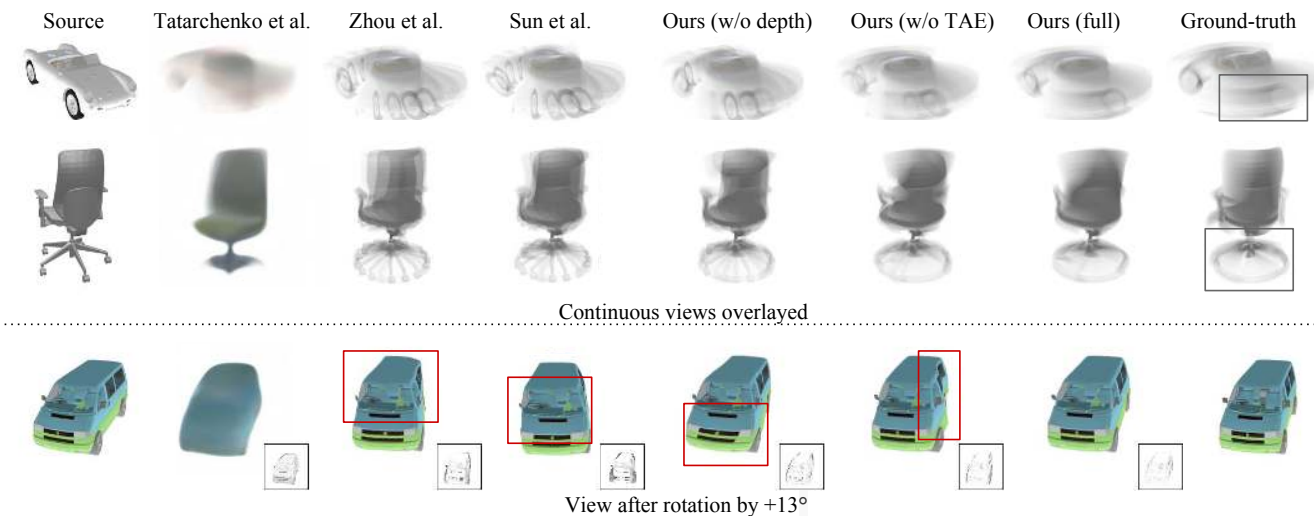 Source Tatarchenko et al. Zhou et al. Sun et al. Ours (w/o depth) Ours (w/o TAE) Ours (full) Ground-truth
Continuous views overlayed
View after rotation by +13°